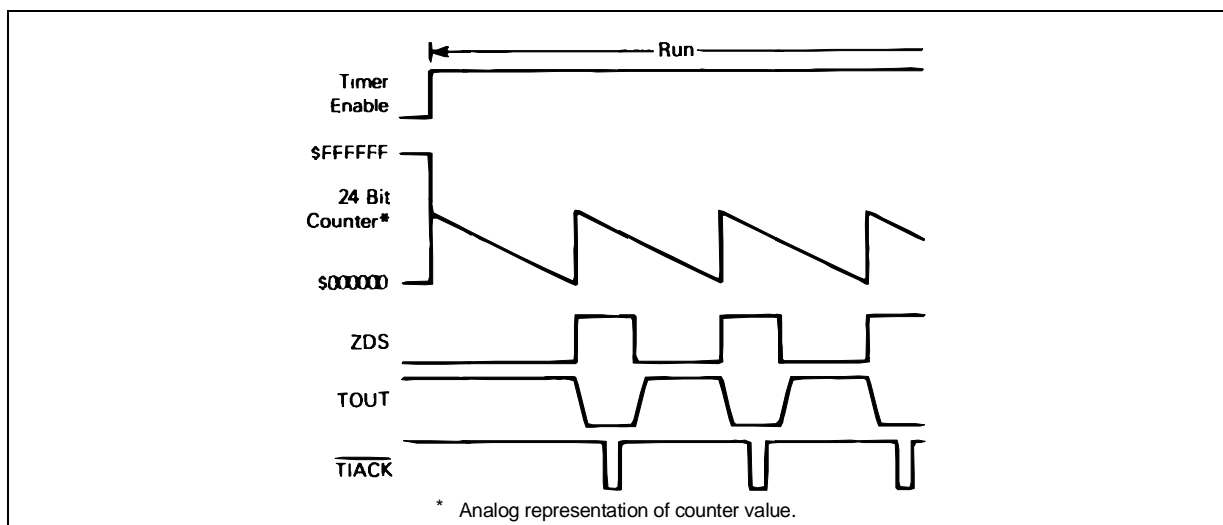 Run
Timer
Enable
$FFFFFF
24 Bit
Counter*
$000000
ZDS
TOUT
TIACK
* Analog representation of counter value.